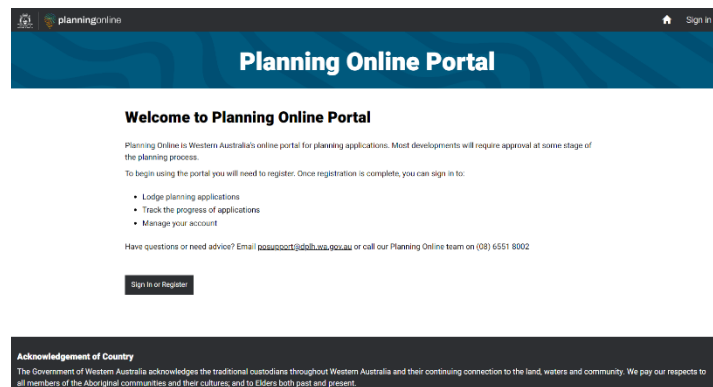 planningonline
Sign in
Planning Online Portal
Welcome to Planning Online Portal
Planning Online is Western Australia's online portal for planning applications. Most developments will require approval at some stage of
the planning process.
To begin using the portal you will need to register. Once registration is complete, you can sign in to:
Lodge planning applications
Track the progress of applications
Manage your account
Have questions or need advice? Email posupport@dplh.wa.gov.au or call our Planning Online team on (08) 6551 8002
Sign In or Register
Acknowledgement of Country
The Government of Western Australia acknowledges the traditional custodians throughout Western Australia and their continuing connection to the land, waters and community. We pay our respects to
all members of the Aboriginal communities and their cultures; and to Elders both past and present.